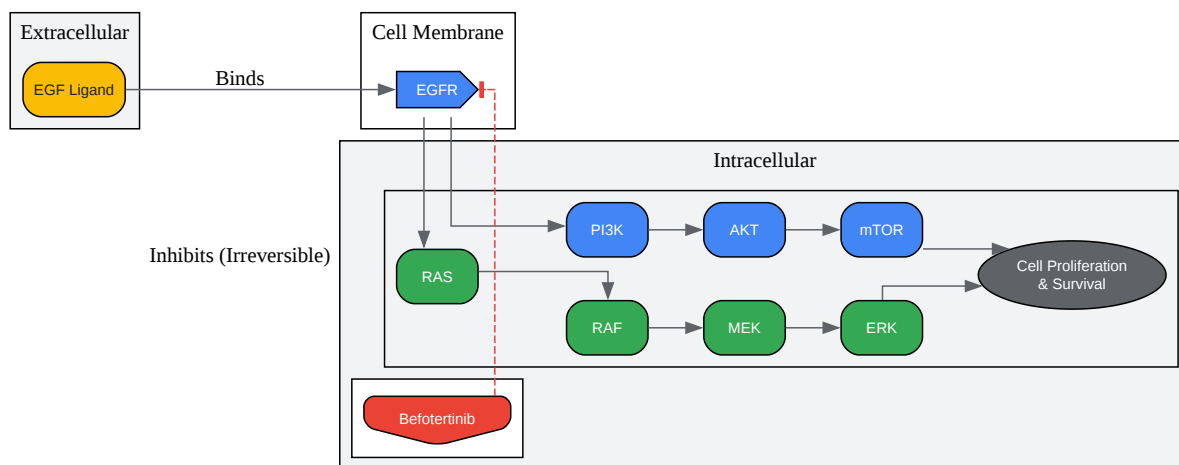 Extracellular
Cell Membrane
EGF Ligand
Binds
EGFR
Intracellular
PI3K
AKT
mTOR
Inhibits (Irreversible)
RAS
Cell Proliferation
& Survival
RAF
MEK
ERK
Befotertinib